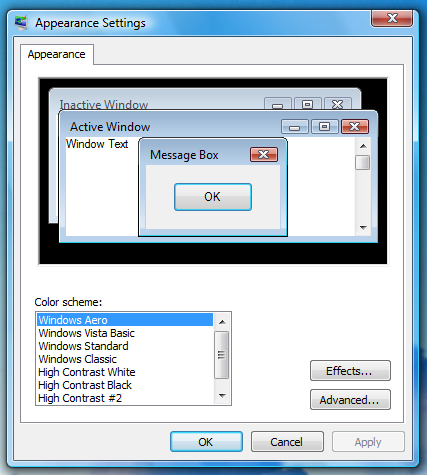 Appearance Settings
Appearance
Inactive Window
Active Window
Window Text
Message Box
OK
Color scheme:
Windows Aero
Windows Vista Basic
Windows Standard
Windows Classic
High Contrast White
High Contrast Black
High Contrast #2
Effects...
Advanced...
OK Cancel Apply